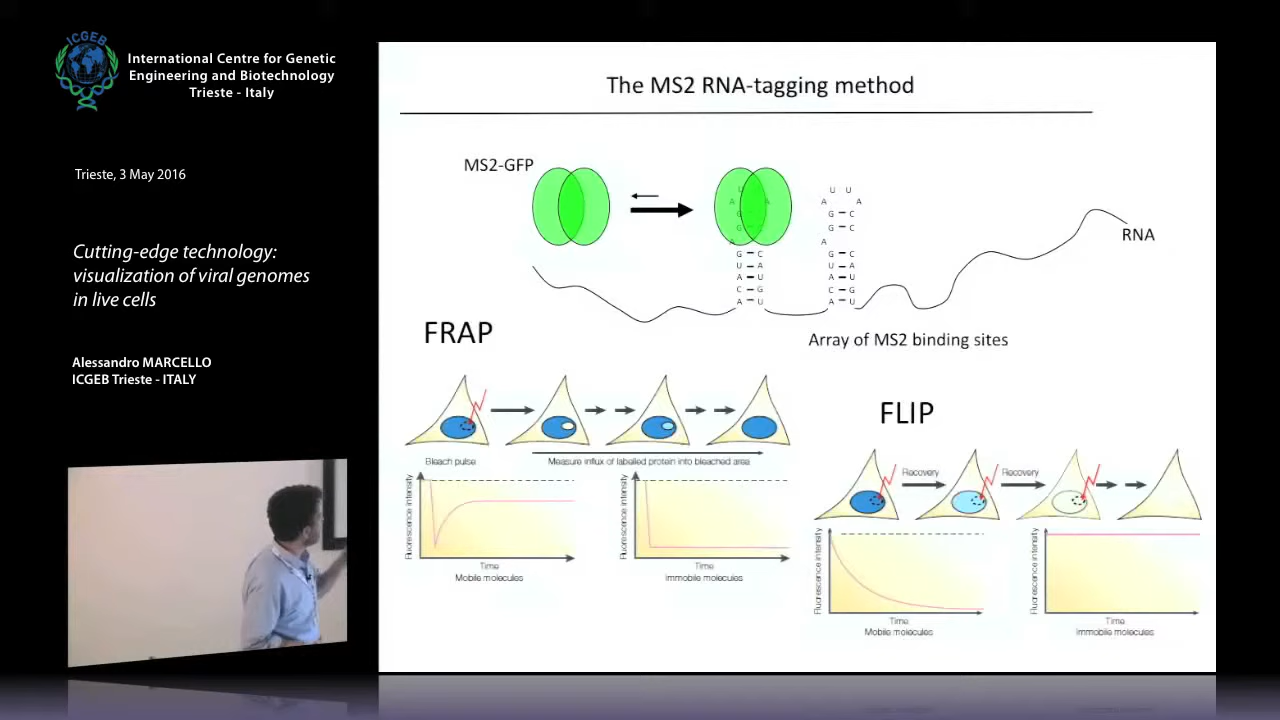 ICGEB
International Centre for Genetic
Engineering and Biotechnology
Trieste - Italy
Trieste, 3 May 2016
Cutting-edge technology:
visualization of viral genomes
in live cells
Alessandro MARCELLO
ICGEB Trieste - ITALY
The MS2 RNA-tagging method
MS2-GFP
U
A A
G
G
A
G C
U A
A U
C G
A U
U U
A A
G C
G C
A
G C
U A
A U
C G
A U
RNA
Array of MS2 binding sites
FRAP
Bleach pulse
Measure influx of labelled protein into bleached area
Fluorescence intensity
Time
Mobile molecules
Fluorescence intensity
Time
Immobile molecules
FLIP
Recovery
Recovery
Fluorescence intensity
Time
Mobile molecules
Fluorescence intensity
Time
Immobile molecules